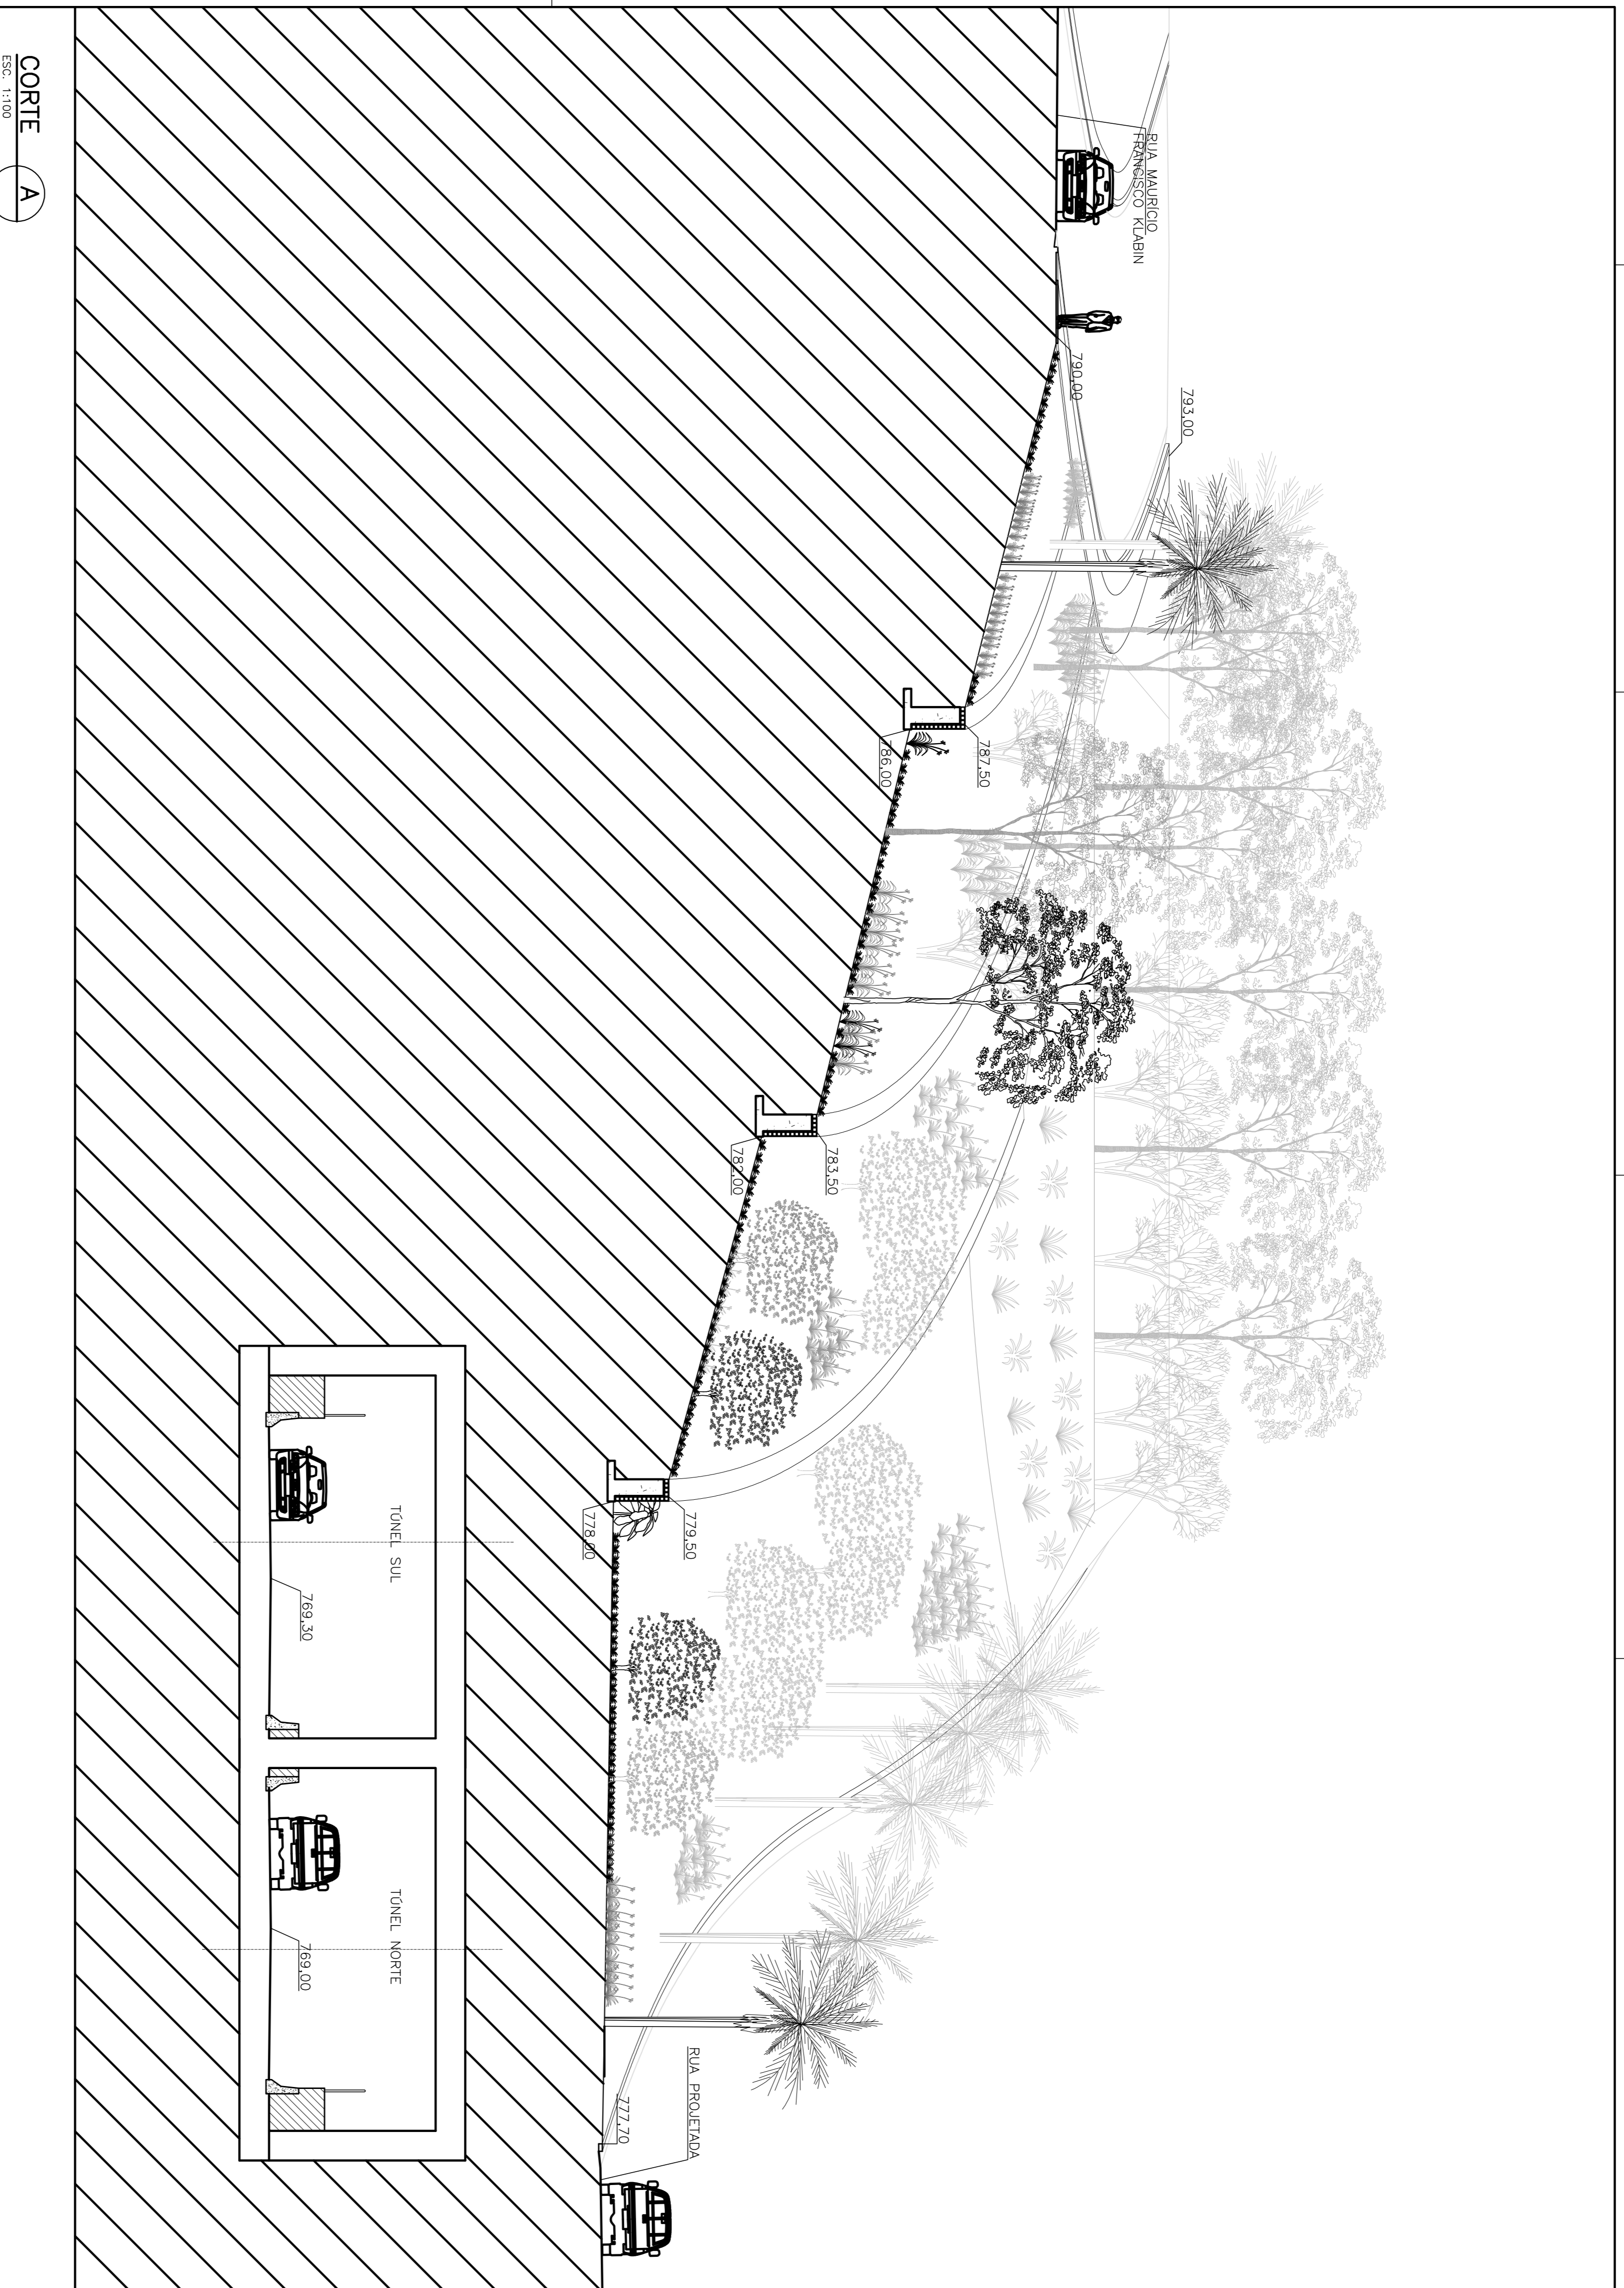 RUA MAURÍCIO
FRANCISCO KLABIN
790,00
793,00
787,50
786,00
783,50
782,00
779,50
778,00
TÚNEL SUL
769,30
TÚNEL NORTE
769,00
RUA PROJETADA
777,70
CORTE
A
ESC. 1:100